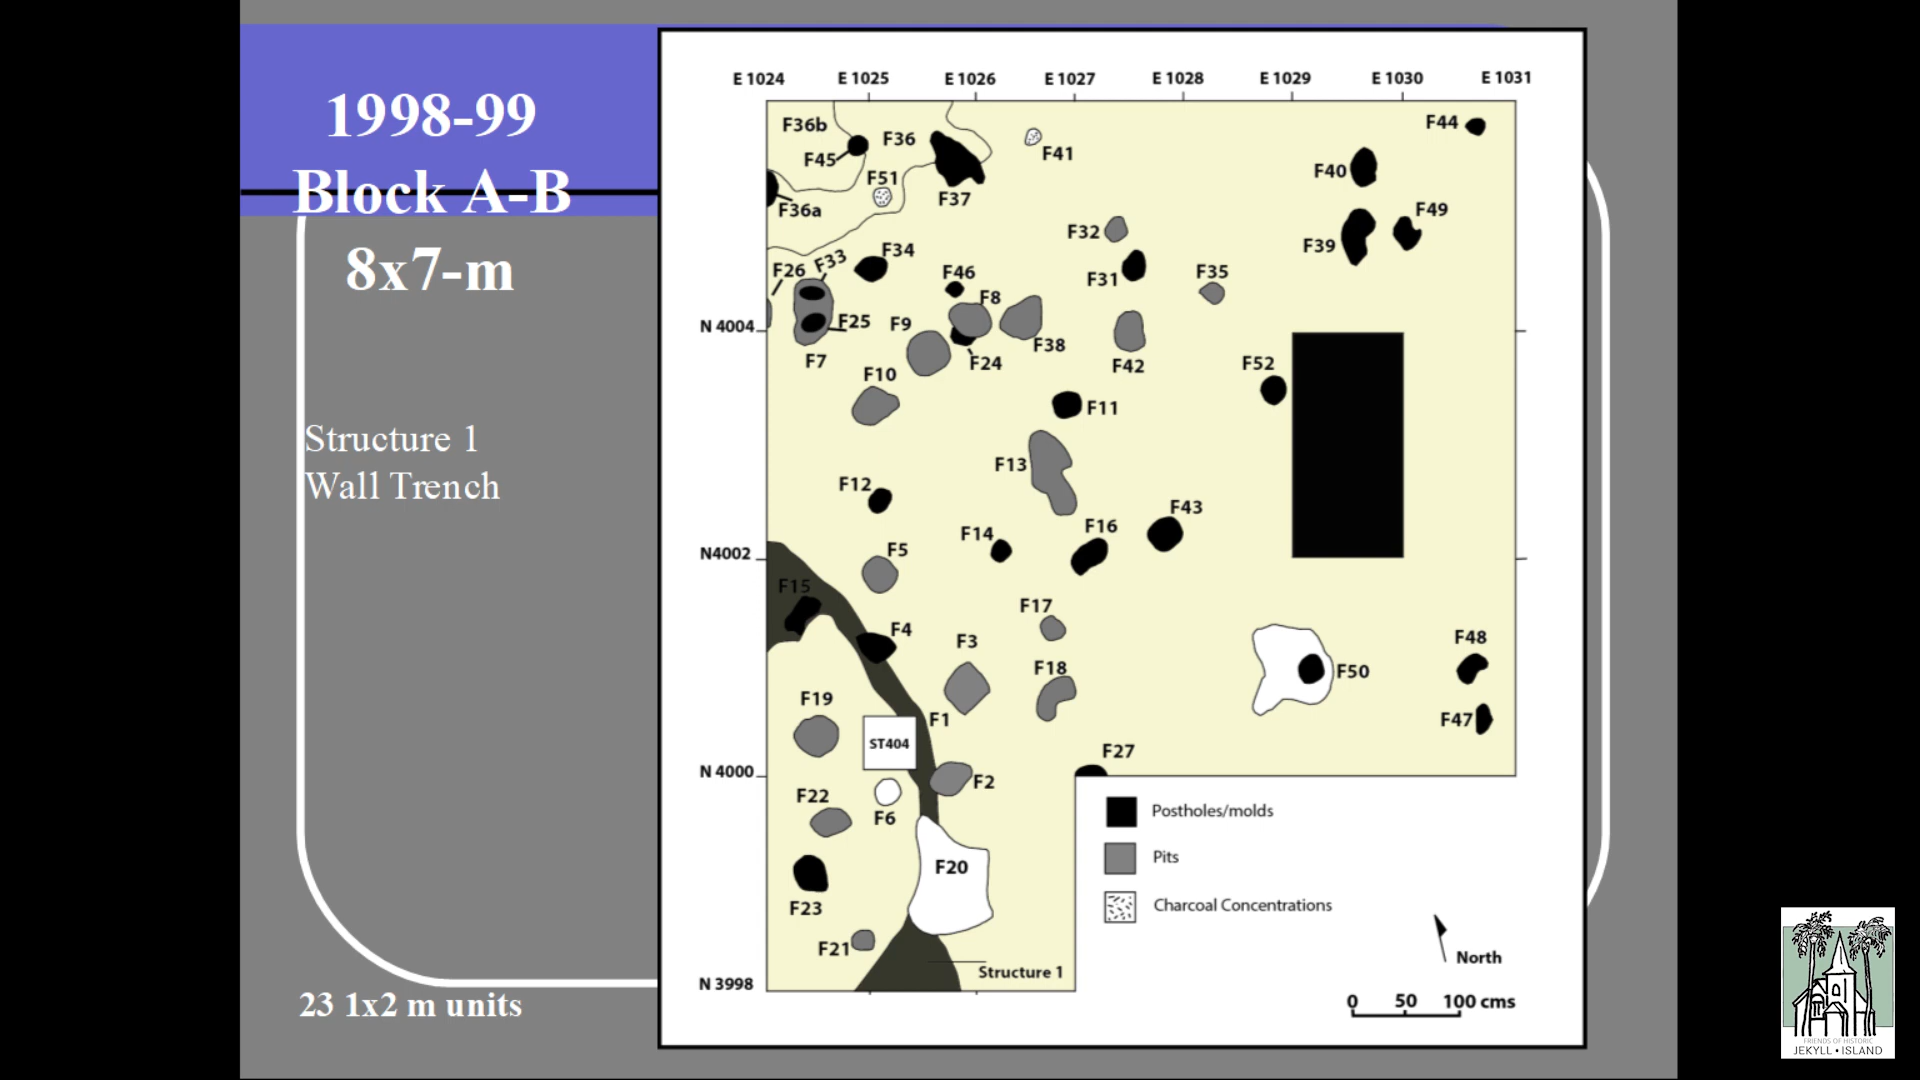 1998-99
Block A-B
8x7-m
Structure 1
Wall Trench
23 1x2 m units
E 1024 E 1025 E 1026 E 1027 E 1028 E 1029 E 1030 E 1031
F36b
F45
F36
F41
F44
F40
F51
F36a
F37
F49
F39
F32
F31
F35
F34
F33
F26
F46
F8
F25
F9
F38
F24
F7
F42
F52
N 4004
F10
F11
F13
F12
F43
F14
F16
N4002
F5
F15
F17
F4
F3
F18
F50
F48
F47
F19
F1
ST404
F27
N 4000
F2
F22
F6
F20
F23
F21
Structure 1
N 3998
Postholes/molds
Pits
Charcoal Concentrations
North
0 50 100 cms
FRIENDS OF HISTORIC
JEKYLL • ISLAND